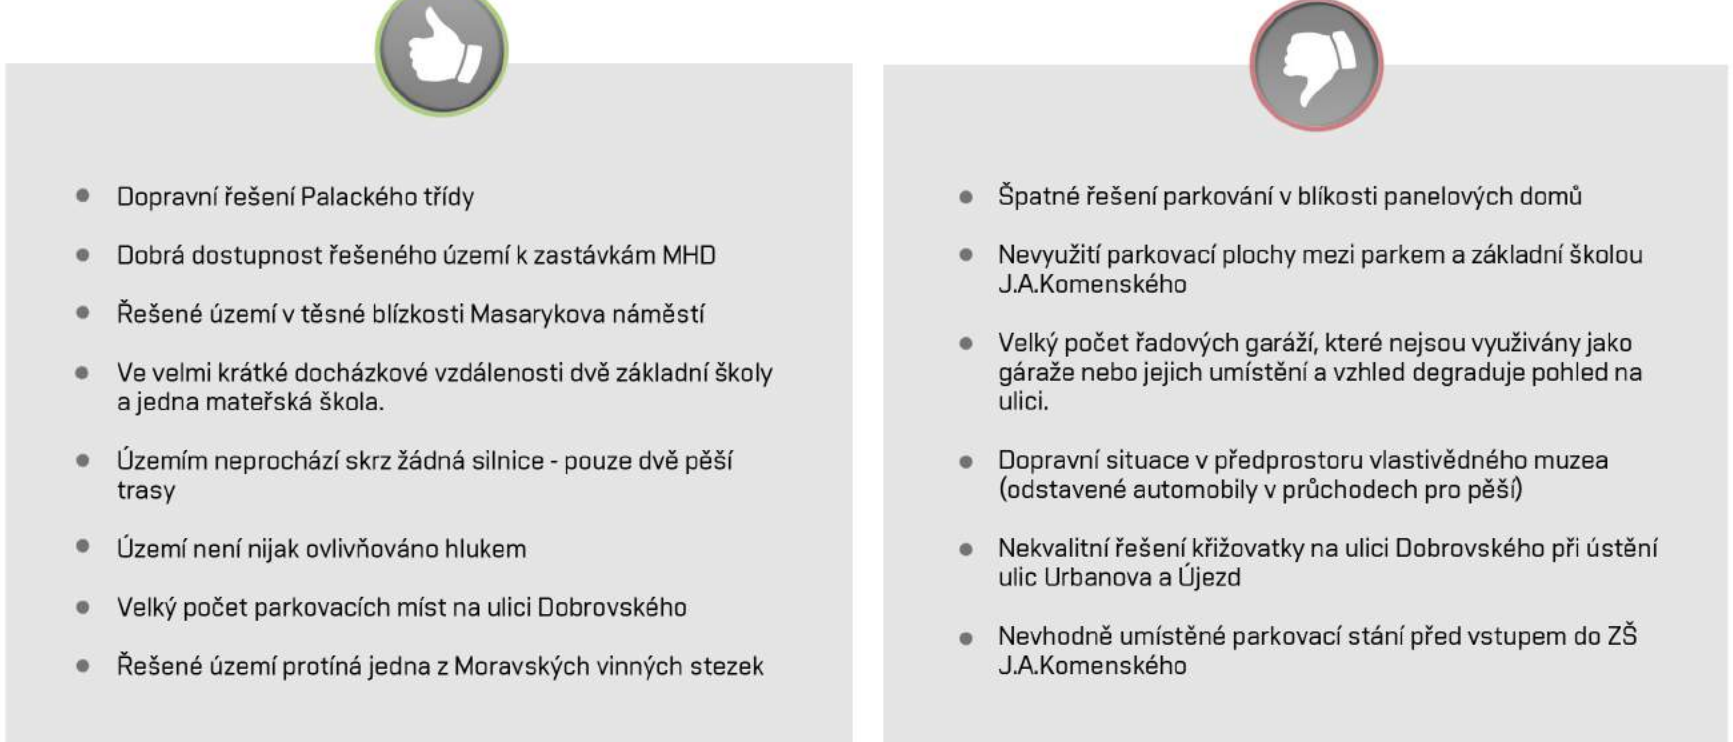 Dopravní řešení Palackého třídy
Dobrá dostupnost řešeného území k zastávkám MHD
Řešené území v těsné blízkosti Masarykova náměstí
Ve velmi krátké docházkové vzdálenosti dvě základní školy
a jedna mateřská škola.
Územím neprochází skrz žádná silnice - pouze dvě pěší
trasy
Území není nijak ovlivňováno hlukem
Velký počet parkovacích míst na ulici Dobrovského
Řešené území protíná jedna z Moravských vinných stezek
Špatné řešení parkování v blíkosti panelových domů
Nevyužití parkovací plochy mezi parkem a základní školou
J.A.Komenského
Velký počet řadových garáží, které nejsou využivány jako
gáraže nebo jejich umístění a vzhled degraduje pohled na
ulici.
Dopravní situace v předprostoru vlastivědného muzea
(odstavené automobily v průchodech pro pěší)
Nekvalitní řešení křižovatky na ulici Dobrovského při ústění
ulic Urbanova a Újezd
Nevhodně umístěné parkovací stání před vstupem do ZŠ
J.A.Komenského